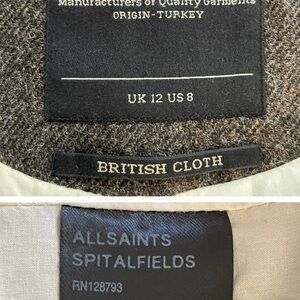 Manufacturers of Quality Garments
ORIGIN-TURKEY
UK 12 US 8
BRITISH CLOTH
ALLSAINTS
SPITALFIELDS
RN128793